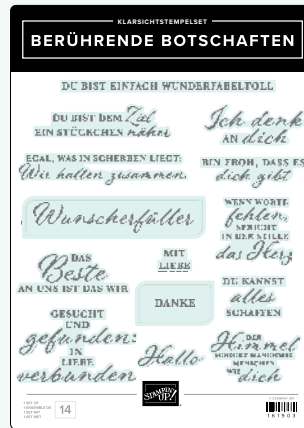 KLARSICHTSTEMPELSET
BERÜHRENDE BOTSCHAFTEN
DU BIST EINFACH WUNDERFABELTOLL
DU BIST DEM Ziel
EIN STÜCKCHEN näher
Ich denk
AN dich
EGAL, WAS IN SCHERBEN LIEGT:
Wir halten zusammen.
BIN FROH, DASS ES
dich gibt
Wunscherfüller
WENN WORTE
fehlen,
SPRICHT
IN DER STILLE
das Herz
DAS
Beste
AN UNS IST DAS WIR
MIT
LIEBE
DANKE
DU KANNST
alles
SCHAFFEN
GESUCHT
UND
gefunden:
IN
LIEBE
verbunden
Hallo
DER
Himmel
MENSCHEN
WIE dich
STAMPIN' UP!
14
161903